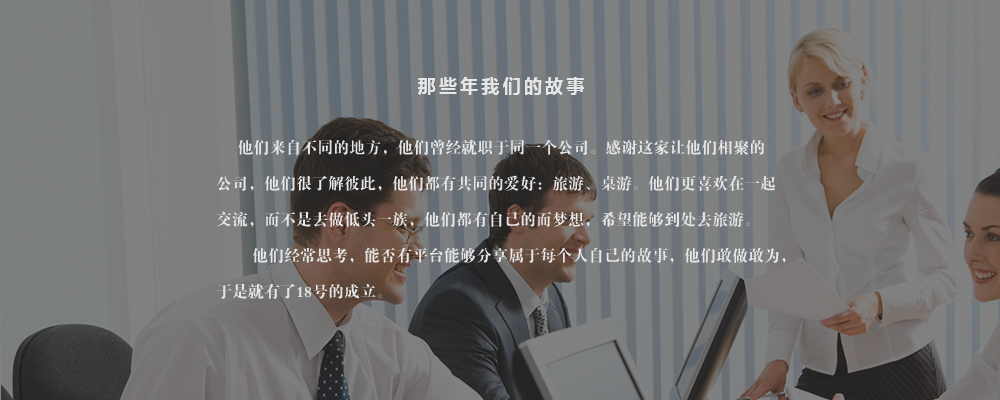 那些年我们的故事
他们来自不同的地方，他们曾经就职于同一个公司。感谢这家让他们相聚的
公司，他们很了解彼此，他们都有共同的爱好：旅游、桌游。他们更喜欢在一起
交流，而不是去做低头一族，他们都有自己的而梦想，希望能够到处去旅游。
他们经常思考，能否有平台能够分享属于每个人自己的故事，他们敢做敢为，
于是就有了18号的成立。